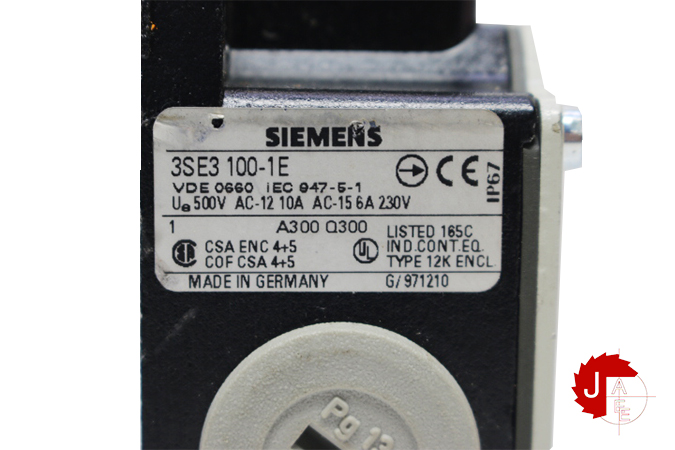 SIEMENS
3SE3 100-1E
CE
IP67
VDE 0660 IEC 947-5-1
Ue 500V AC-12 10A AC-15 6A 230V
1 A300 Q300
CSA ENC 4+5
COF CSA 4+5
UL
LISTED 165C
IND.CONT.EQ.
TYPE 12K ENCL.
MADE IN GERMANY G/971210
Pg 13
J